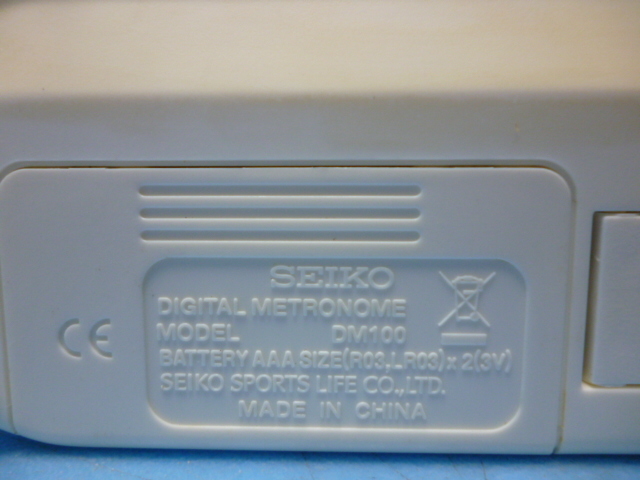 SEIKO
DIGITAL METRONOME
MODEL DM100
BATTERY AAA SIZE(R03,LR03)x2(3V)
SEIKO SPORTS LIFE CO.,LTD.
MADE IN CHINA
CE